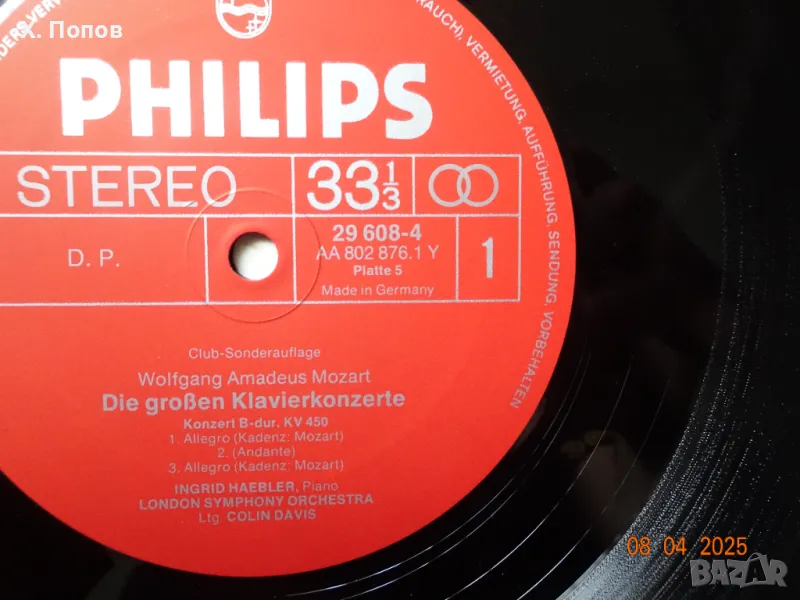 Х. Попов
RAUCH), VERMIETUNG, AUFFÜHRUNG, SENDUNG, VORBEHALTEN
PHILIPS
STEREO
33⅓
29 608-4
AA 802 876.1 Y
Platte 5
Made in Germany
1
D. P.
Club-Sonderauflage
Wolfgang Amadeus Mozart
Die großen Klavierkonzerte
Konzert B-dur, KV 450
1. Allegro (Kadenz: Mozart)
2. (Andante)
3. Allegro (Kadenz: Mozart)
INGRID HAEBLER, Piano
LONDON SYMPHONY ORCHESTRA
Ltg. COLIN DAVIS
08 04 2025
BAZAR